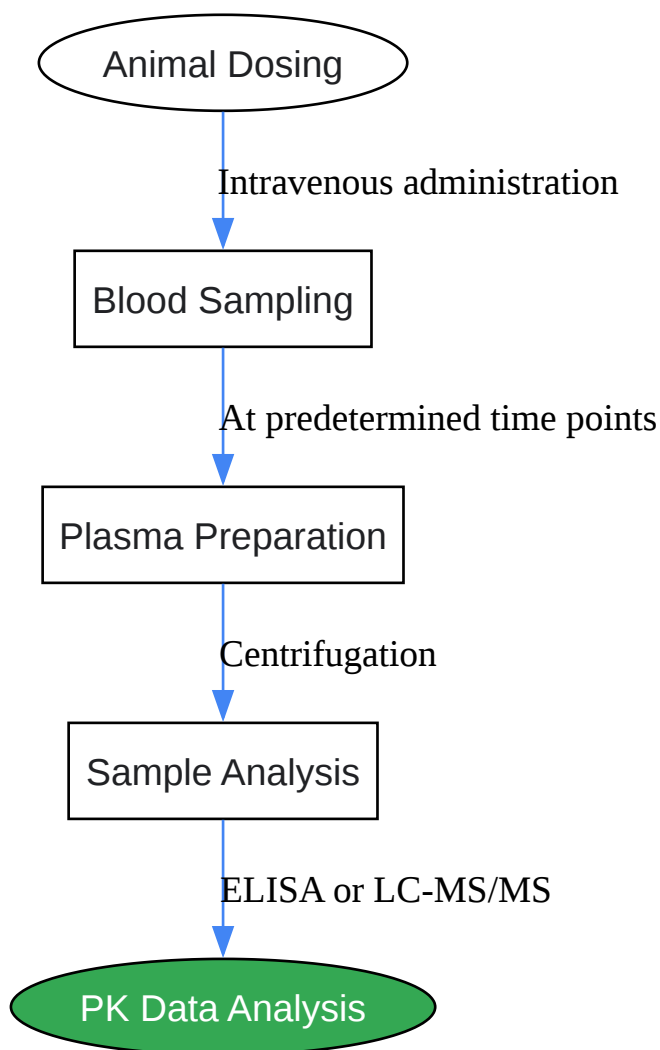 Animal Dosing
Intravenous administration
Blood Sampling
At predetermined time points
Plasma Preparation
Centrifugation
Sample Analysis
ELISA or LC-MS/MS
PK Data Analysis